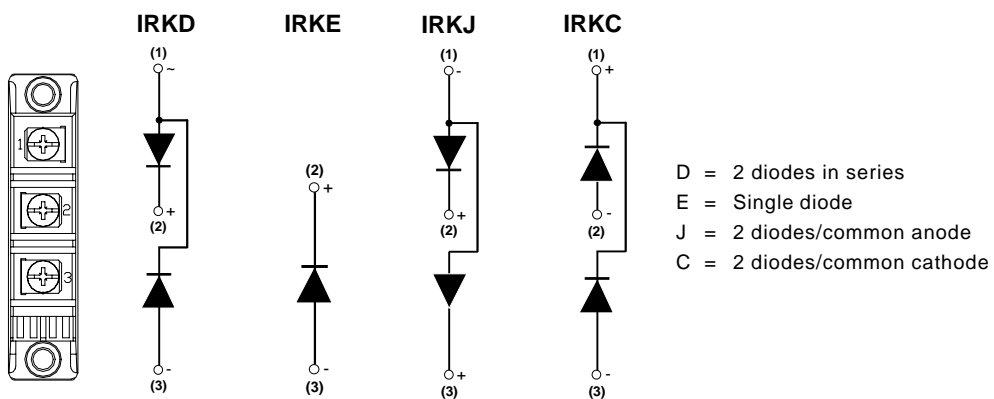 IRKD IRKE IRKJ IRKC
(1) (1) (1)
~ - +
1
2
3
(2)
+
+ + -
(2) (2) (2)
- - + -
(3) (3) (3) (3)
D = 2 diodes in series
E = Single diode
J = 2 diodes/common anode
C = 2 diodes/common cathode